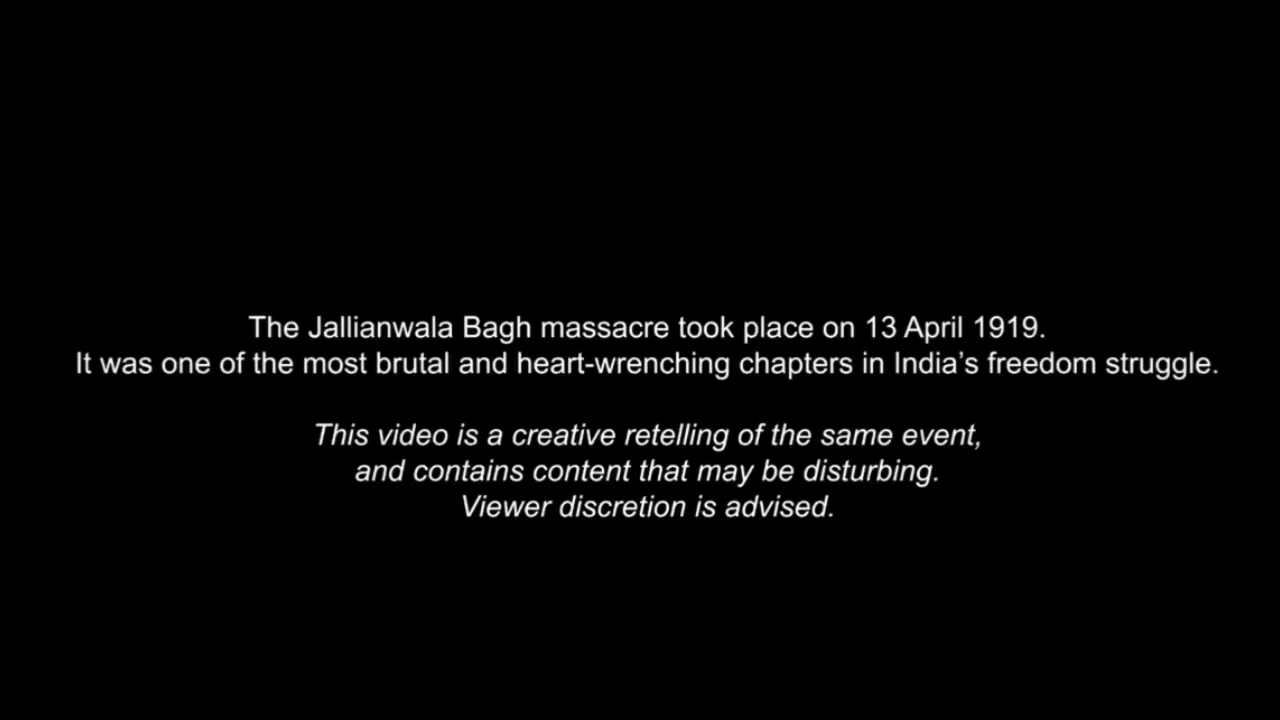 The Jallianwala Bagh massacre took place on 13 April 1919.
It was one of the most brutal and heart-wrenching chapters in India’s freedom struggle.
This video is a creative retelling of the same event,
and contains content that may be disturbing.
Viewer discretion is advised.